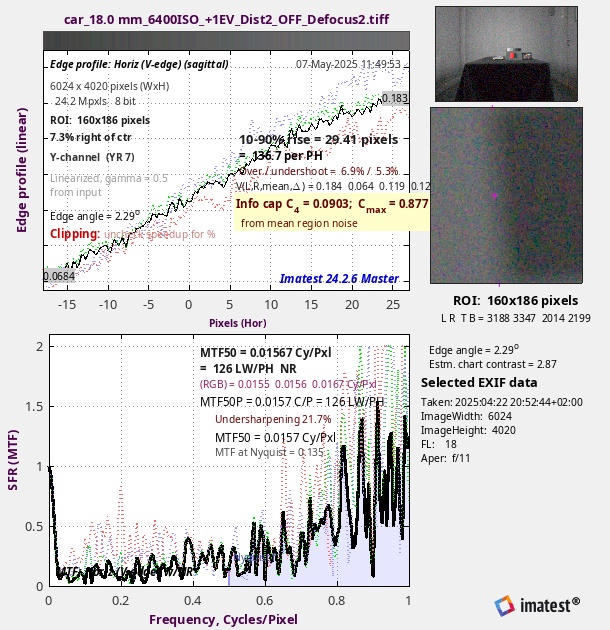 car_18.0 mm_6400ISO_+1EV_Dist2_OFF_Defocus2.tiff
Edge profile: Horiz (V-edge) (sagittal)
07-May-2025 11:49:53
6024 x 4020 pixels (WxH)
24.2 Mpxls   8 bit
0.183
ROI:  160x186 pixels
7.3% right of ctr
10-90% rise = 29.41 pixels
=  136.7 per PH
Y-channel  (YR 7)
Over-/undershoot =  6.9% /  5.3%
Linearized, gamma = 0.5
from input
V(L,R,mean,Δ) = 0.184  0.064  0.119  0.12
Info cap C4 = 0.0903;  Cmax = 0.877
from mean region noise
Edge angle = 2.29°
Clipping: uncheck speedup for %
0.0684
Imatest 24.2.6 Master
Edge profile (linear)
-15 -10 -5 0 5 10 15 20 25
Pixels (Hor)
ROI:  160x186 pixels
L R  T B = 3188 3347  2014 2199
Edge angle = 2.29°
Estm. chart contrast = 2.87
Selected EXIF data
Taken: 2025:04:22 20:52:44+02:00
ImageWidth:  6024
ImageHeight:  4020
FL:   18
Aper:  f/11
MTF50 = 0.01567 Cy/Pxl
=  126 LW/PH  NR
(RGB) = 0.0155  0.0156  0.0167 Cy/Pxl
MTF50P = 0.0157 C/P = 126 LW/PH
Undersharpening 21.7%
MTF50 = 0.0157 Cy/Pxl
MTF at Nyquist = 0.135
SFR (MTF)
2
1.5
1
0.5
0
0 0.2 0.4 0.6 0.8 1
Frequency, Cycles/Pixel
imatest®